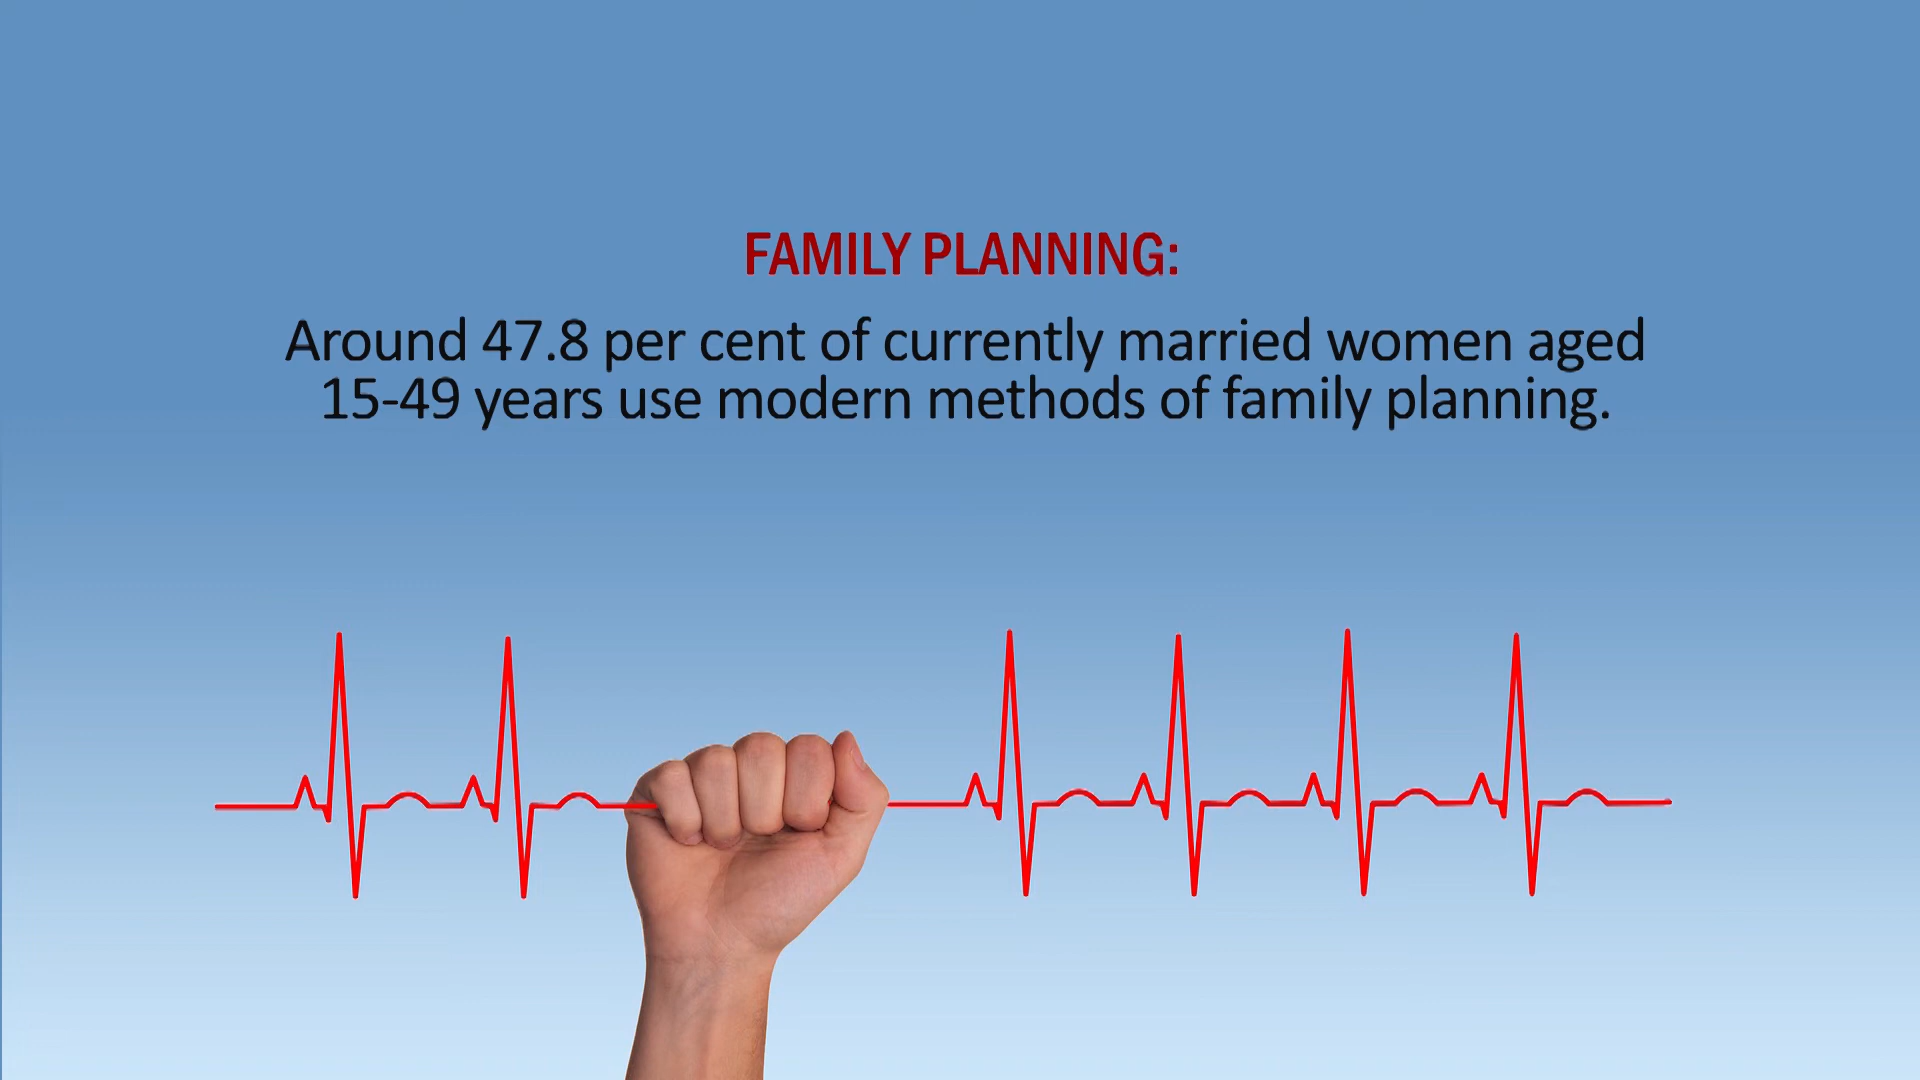 FAMILY PLANNING:
Around 47.8 per cent of currently married women aged
15-49 years use modern methods of family planning.